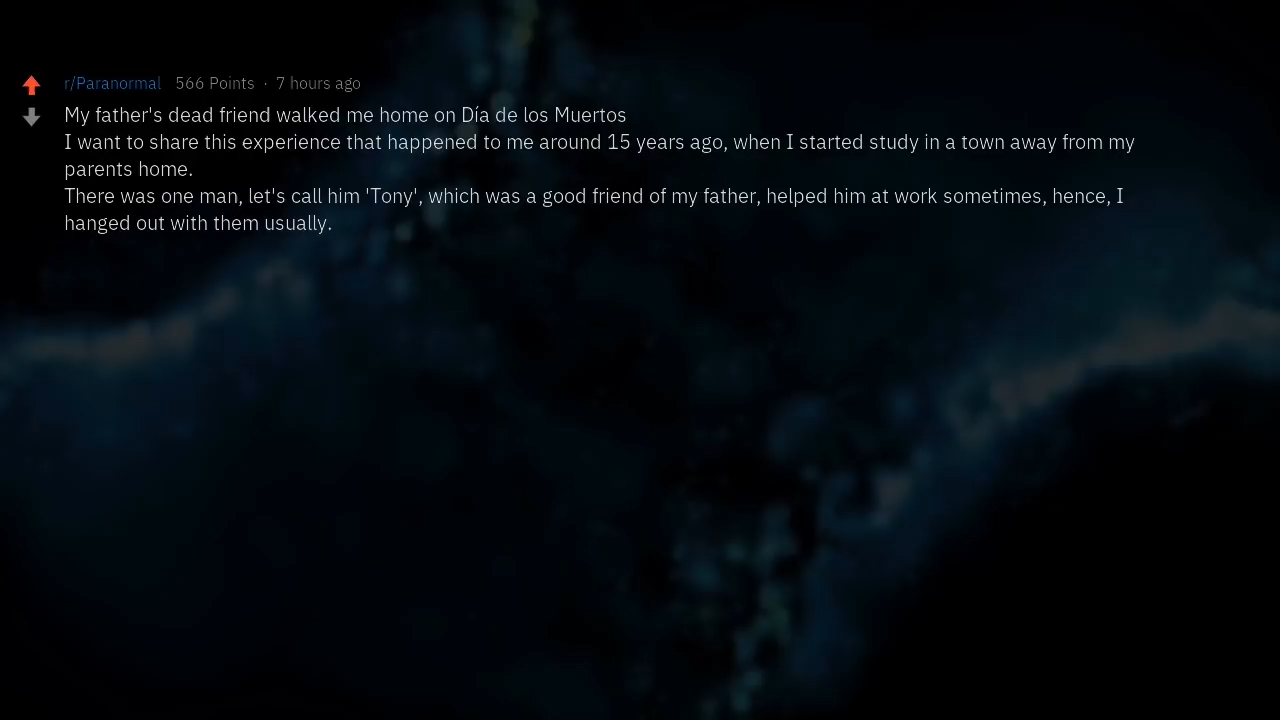 r/Paranormal 566 Points · 7 hours ago
My father's dead friend walked me home on Día de los Muertos
I want to share this experience that happened to me around 15 years ago, when I started study in a town away from my
parents home.
There was one man, let's call him 'Tony', which was a good friend of my father, helped him at work sometimes, hence, I
hanged out with them usually.